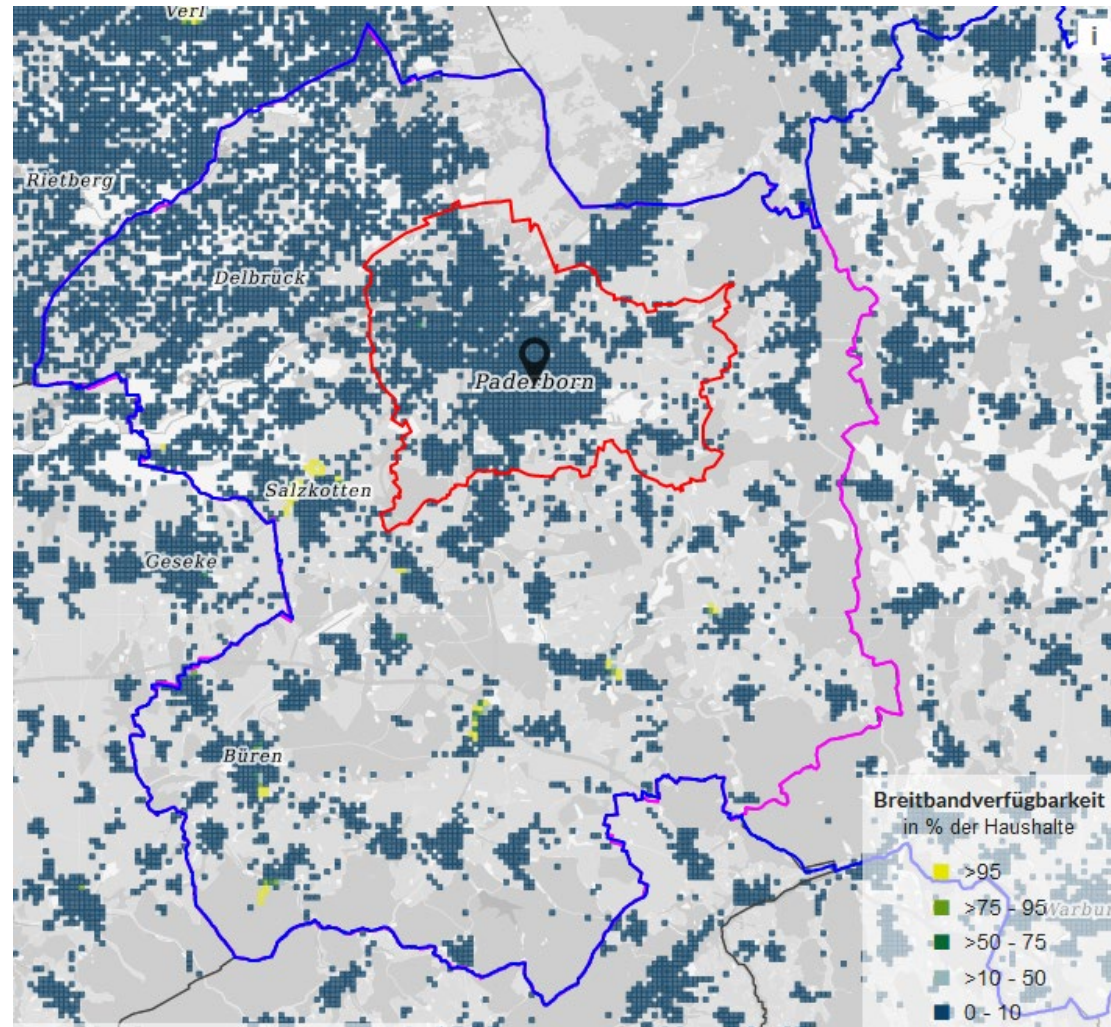 Verl
i
Rietberg
Delbrück
Paderborn
Salzkotten
Geseke
Büren
Breitbandverfügbarkeit
in % der Haushalte
>95
>75 - 95
>50 - 75
>10 - 50
0 - 10
Warbur